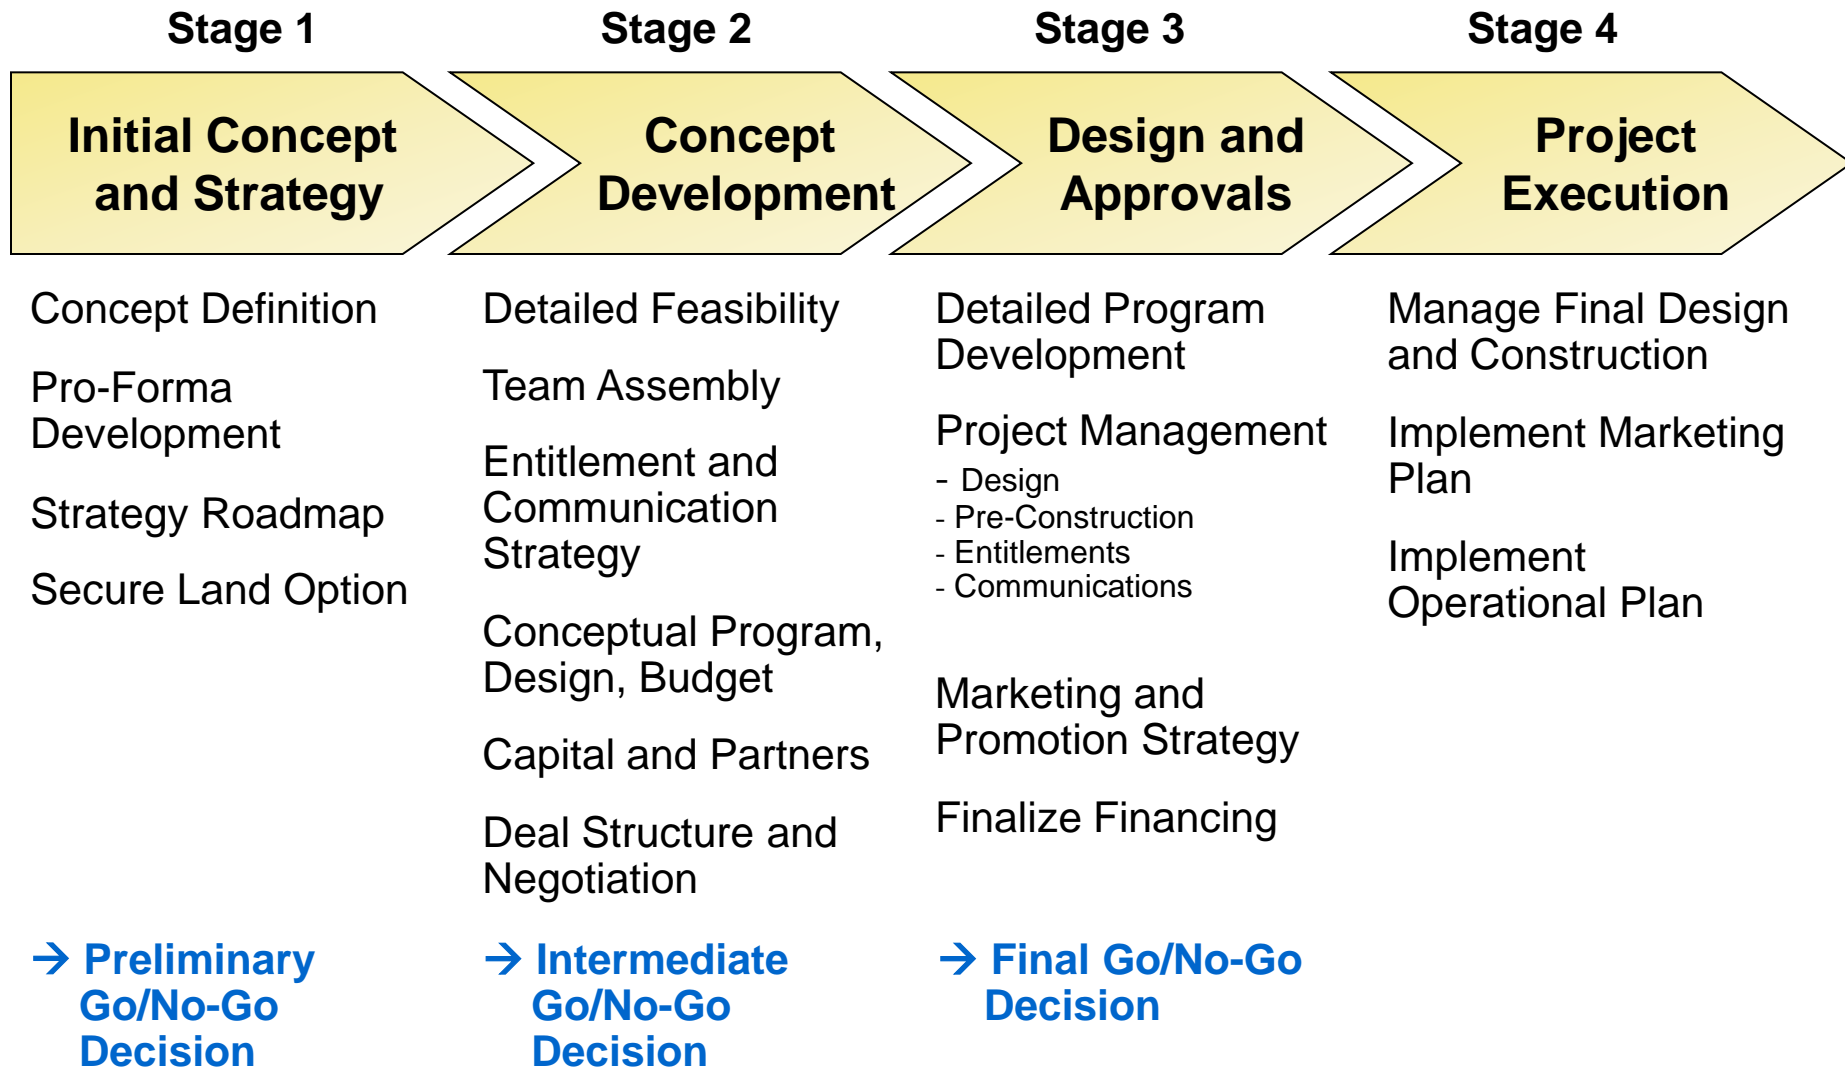 Stage 1
Stage 2
Stage 3
Stage 4
Initial Concept
and Strategy
Concept
Development
Design and
Approvals
Project
Execution
Concept Definition
Pro-Forma
Development
Strategy Roadmap
Secure Land Option
→ Preliminary
Go/No-Go
Decision
Detailed Feasibility
Team Assembly
Entitlement and
Communication
Strategy
Conceptual Program,
Design, Budget
Capital and Partners
Deal Structure and
Negotiation
→ Intermediate
Go/No-Go
Decision
Detailed Program
Development
Project Management
- Design
- Pre-Construction
- Entitlements
- Communications
Marketing and
Promotion Strategy
Finalize Financing
→ Final Go/No-Go
Decision
Manage Final Design
and Construction
Implement Marketing
Plan
Implement
Operational Plan